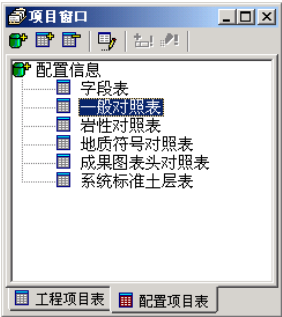 项目窗口
配置信息
字段表
一般对照表
岩性对照表
地质符号对照表
成果图表头对照表
系统标准土层表
工程项目表 配置项目表